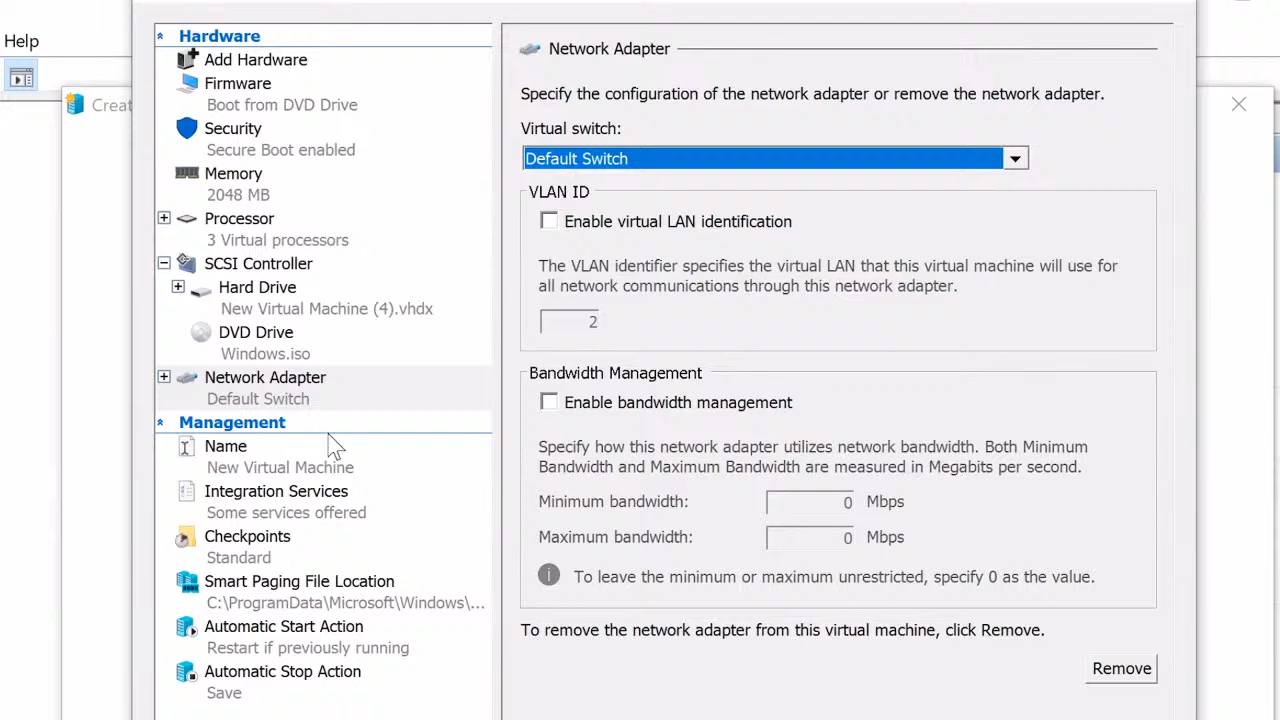 Help
Creat
Hardware
Add Hardware
Firmware
Boot from DVD Drive
Security
Secure Boot enabled
Memory
2048 MB
Processor
3 Virtual processors
SCSI Controller
Hard Drive
New Virtual Machine (4).vhdx
DVD Drive
Windows.iso
Network Adapter
Default Switch
Management
Name
New Virtual Machine
Integration Services
Some services offered
Checkpoints
Standard
Smart Paging File Location
C:\ProgramData\Microsoft\Windows\...
Automatic Start Action
Restart if previously running
Automatic Stop Action
Save
Network Adapter
Specify the configuration of the network adapter or remove the network adapter.
Virtual switch:
Default Switch
VLAN ID
Enable virtual LAN identification
The VLAN identifier specifies the virtual LAN that this virtual machine will use for
all network communications through this network adapter.
2
Bandwidth Management
Enable bandwidth management
Specify how this network adapter utilizes network bandwidth. Both Minimum
Bandwidth and Maximum Bandwidth are measured in Megabits per second.
Minimum bandwidth: 0 Mbps
Maximum bandwidth: 0 Mbps
To leave the minimum or maximum unrestricted, specify 0 as the value.
To remove the network adapter from this virtual machine, click Remove.
Remove